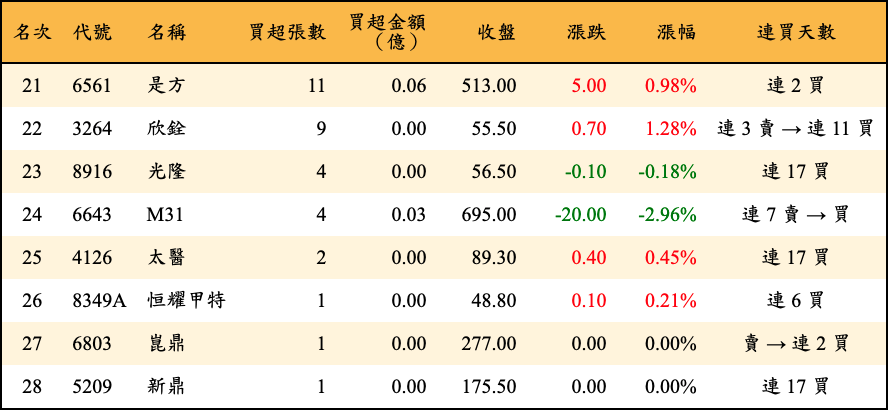 名次 代號 名稱 買超張數 買超金額（億） 收盤 漲跌 漲幅 連買天數
21 6561 是方 11 0.06 513.00 5.00 0.98% 連 2 買
22 3264 欣銓 9 0.00 55.50 0.70 1.28% 連 3 賣 → 連 11 買
23 8916 光隆 4 0.00 56.50 -0.10 -0.18% 連 17 買
24 6643 M31 4 0.03 695.00 -20.00 -2.96% 連 7 賣 → 買
25 4126 太醫 2 0.00 89.30 0.40 0.45% 連 17 買
26 8349A 恒耀甲特 1 0.00 48.80 0.10 0.21% 連 6 買
27 6803 崑鼎 1 0.00 277.00 0.00 0.00% 賣 → 連 2 買
28 5209 新鼎 1 0.00 175.50 0.00 0.00% 連 17 買